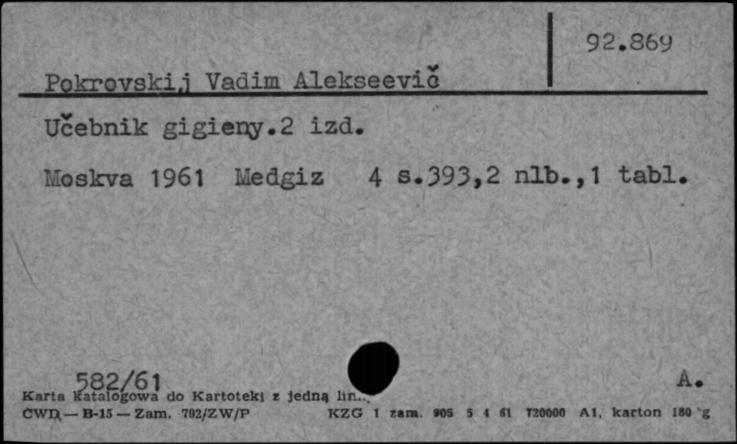 92.869
Pokrovskij Vadim Alekseevič
Učebnik gigieny.2 izd.
Moskva 1961 Medgiz 4 s.393,2 nlb.,1 tabl.
582/61 A.
Karta katalogowa do Kartoteki z jedną
CWD — B-15 — Zam. 792/ZW/P KZG 1 zam. 905 5 4 61 T20000 A1, karton 180 g